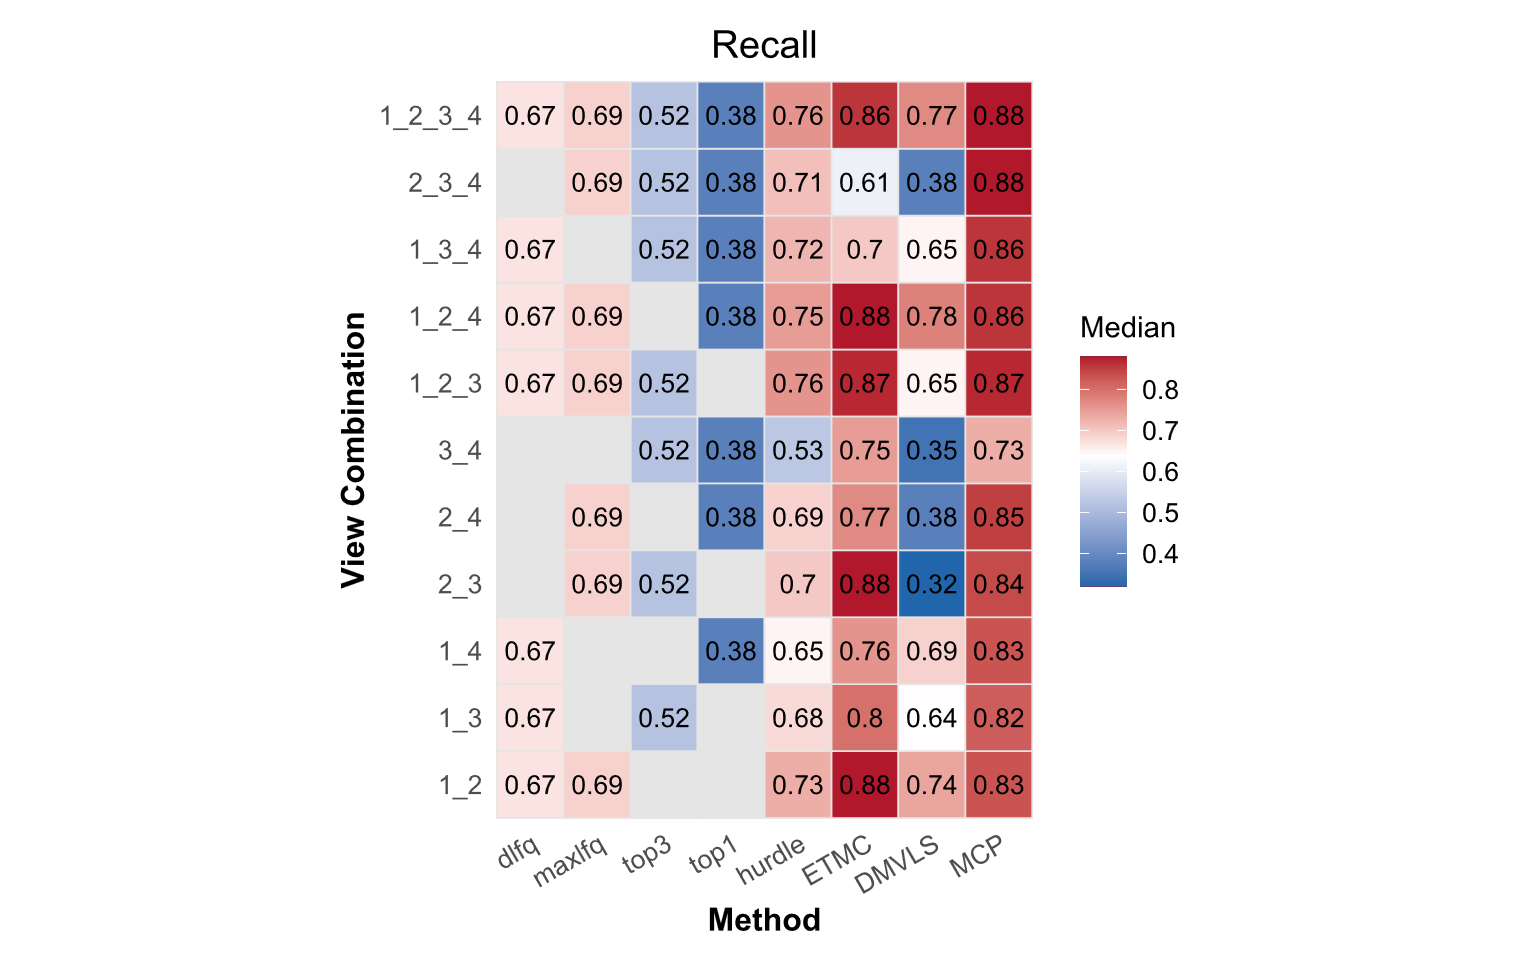 Recall
1_2_3_4 0.67 0.69 0.52 0.38 0.76 0.86 0.77 0.88
2_3_4 0.69 0.52 0.38 0.71 0.61 0.38 0.88
1_3_4 0.67 0.52 0.38 0.72 0.7 0.65 0.86
1_2_4 0.67 0.69 0.38 0.75 0.88 0.78 0.86
1_2_3 0.67 0.69 0.52 0.76 0.87 0.65 0.87
3_4 0.52 0.38 0.53 0.75 0.35 0.73
2_4 0.69 0.38 0.69 0.77 0.38 0.85
2_3 0.69 0.52 0.7 0.88 0.32 0.84
1_4 0.67 0.38 0.65 0.76 0.69 0.83
1_3 0.67 0.52 0.68 0.8 0.64 0.82
1_2 0.67 0.69 0.73 0.88 0.74 0.83
dlfq maxlfq top3 top1 hurdle ETMC DMVLS MCP
Method
View Combination
Median
0.8
0.7
0.6
0.5
0.4